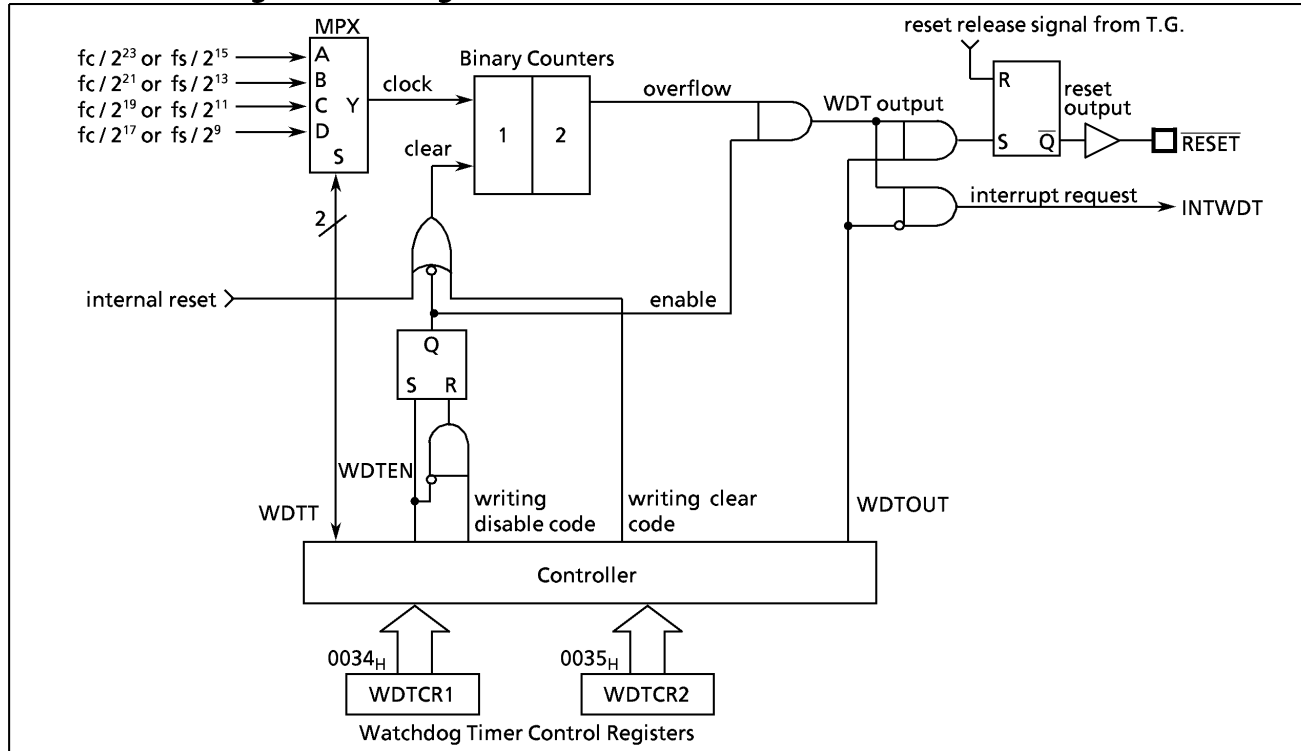 MPX
reset release signal from T.G.
fc / 2²³ or fs / 2¹⁵
fc / 2²¹ or fs / 2¹³
fc / 2¹⁹ or fs / 2¹¹
fc / 2¹⁷ or fs / 2⁹
A
B
C
D
Y
S
clock
Binary Counters
1
2
clear
overflow
WDT output
R
S
Q̅
reset
output
R̅E̅S̅E̅T̅
interrupt request
INTWDT
2
internal reset
enable
Q
S
R
WDTEN
WDTT
writing
disable code
writing clear
code
WDTOUT
Controller
0034H
0035H
WDTCR1
WDTCR2
Watchdog Timer Control Registers